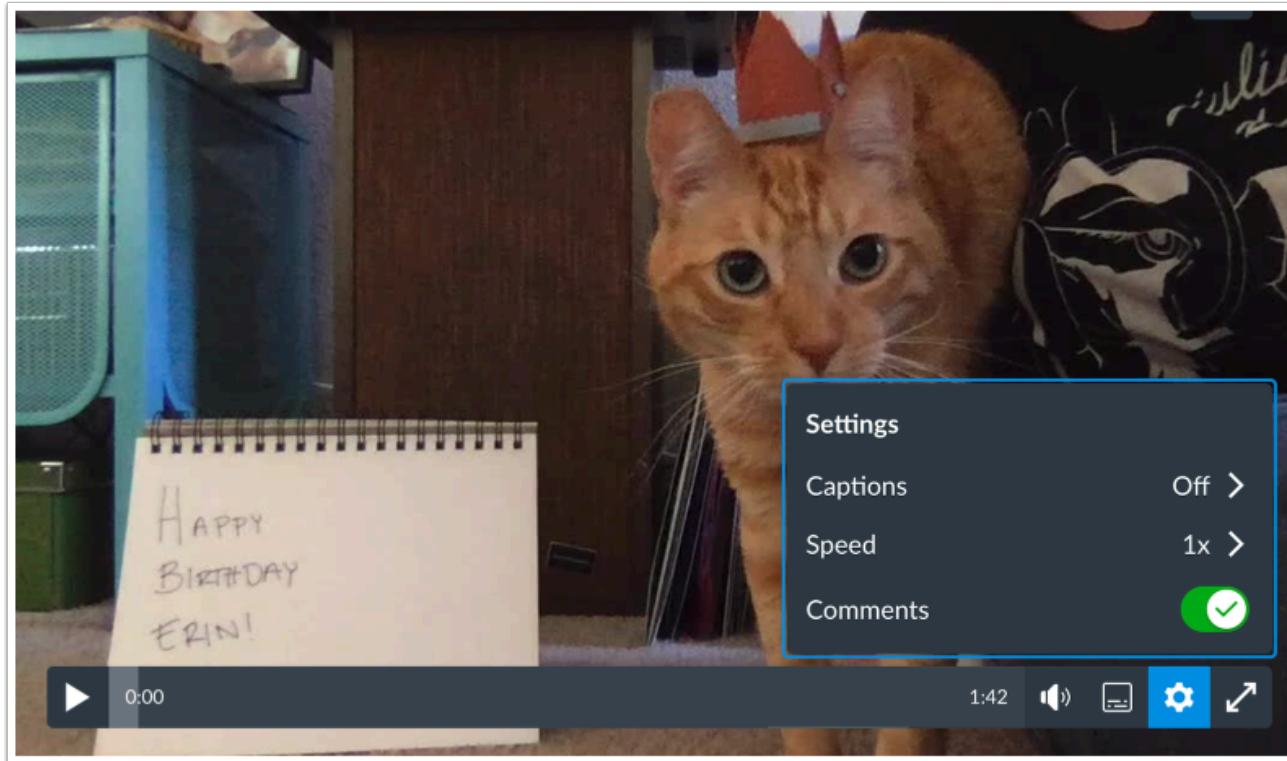 HAPPY
BIRTHDAY
ERIN!
Settings
Captions Off
Speed 1x
Comments
0:00 1:42